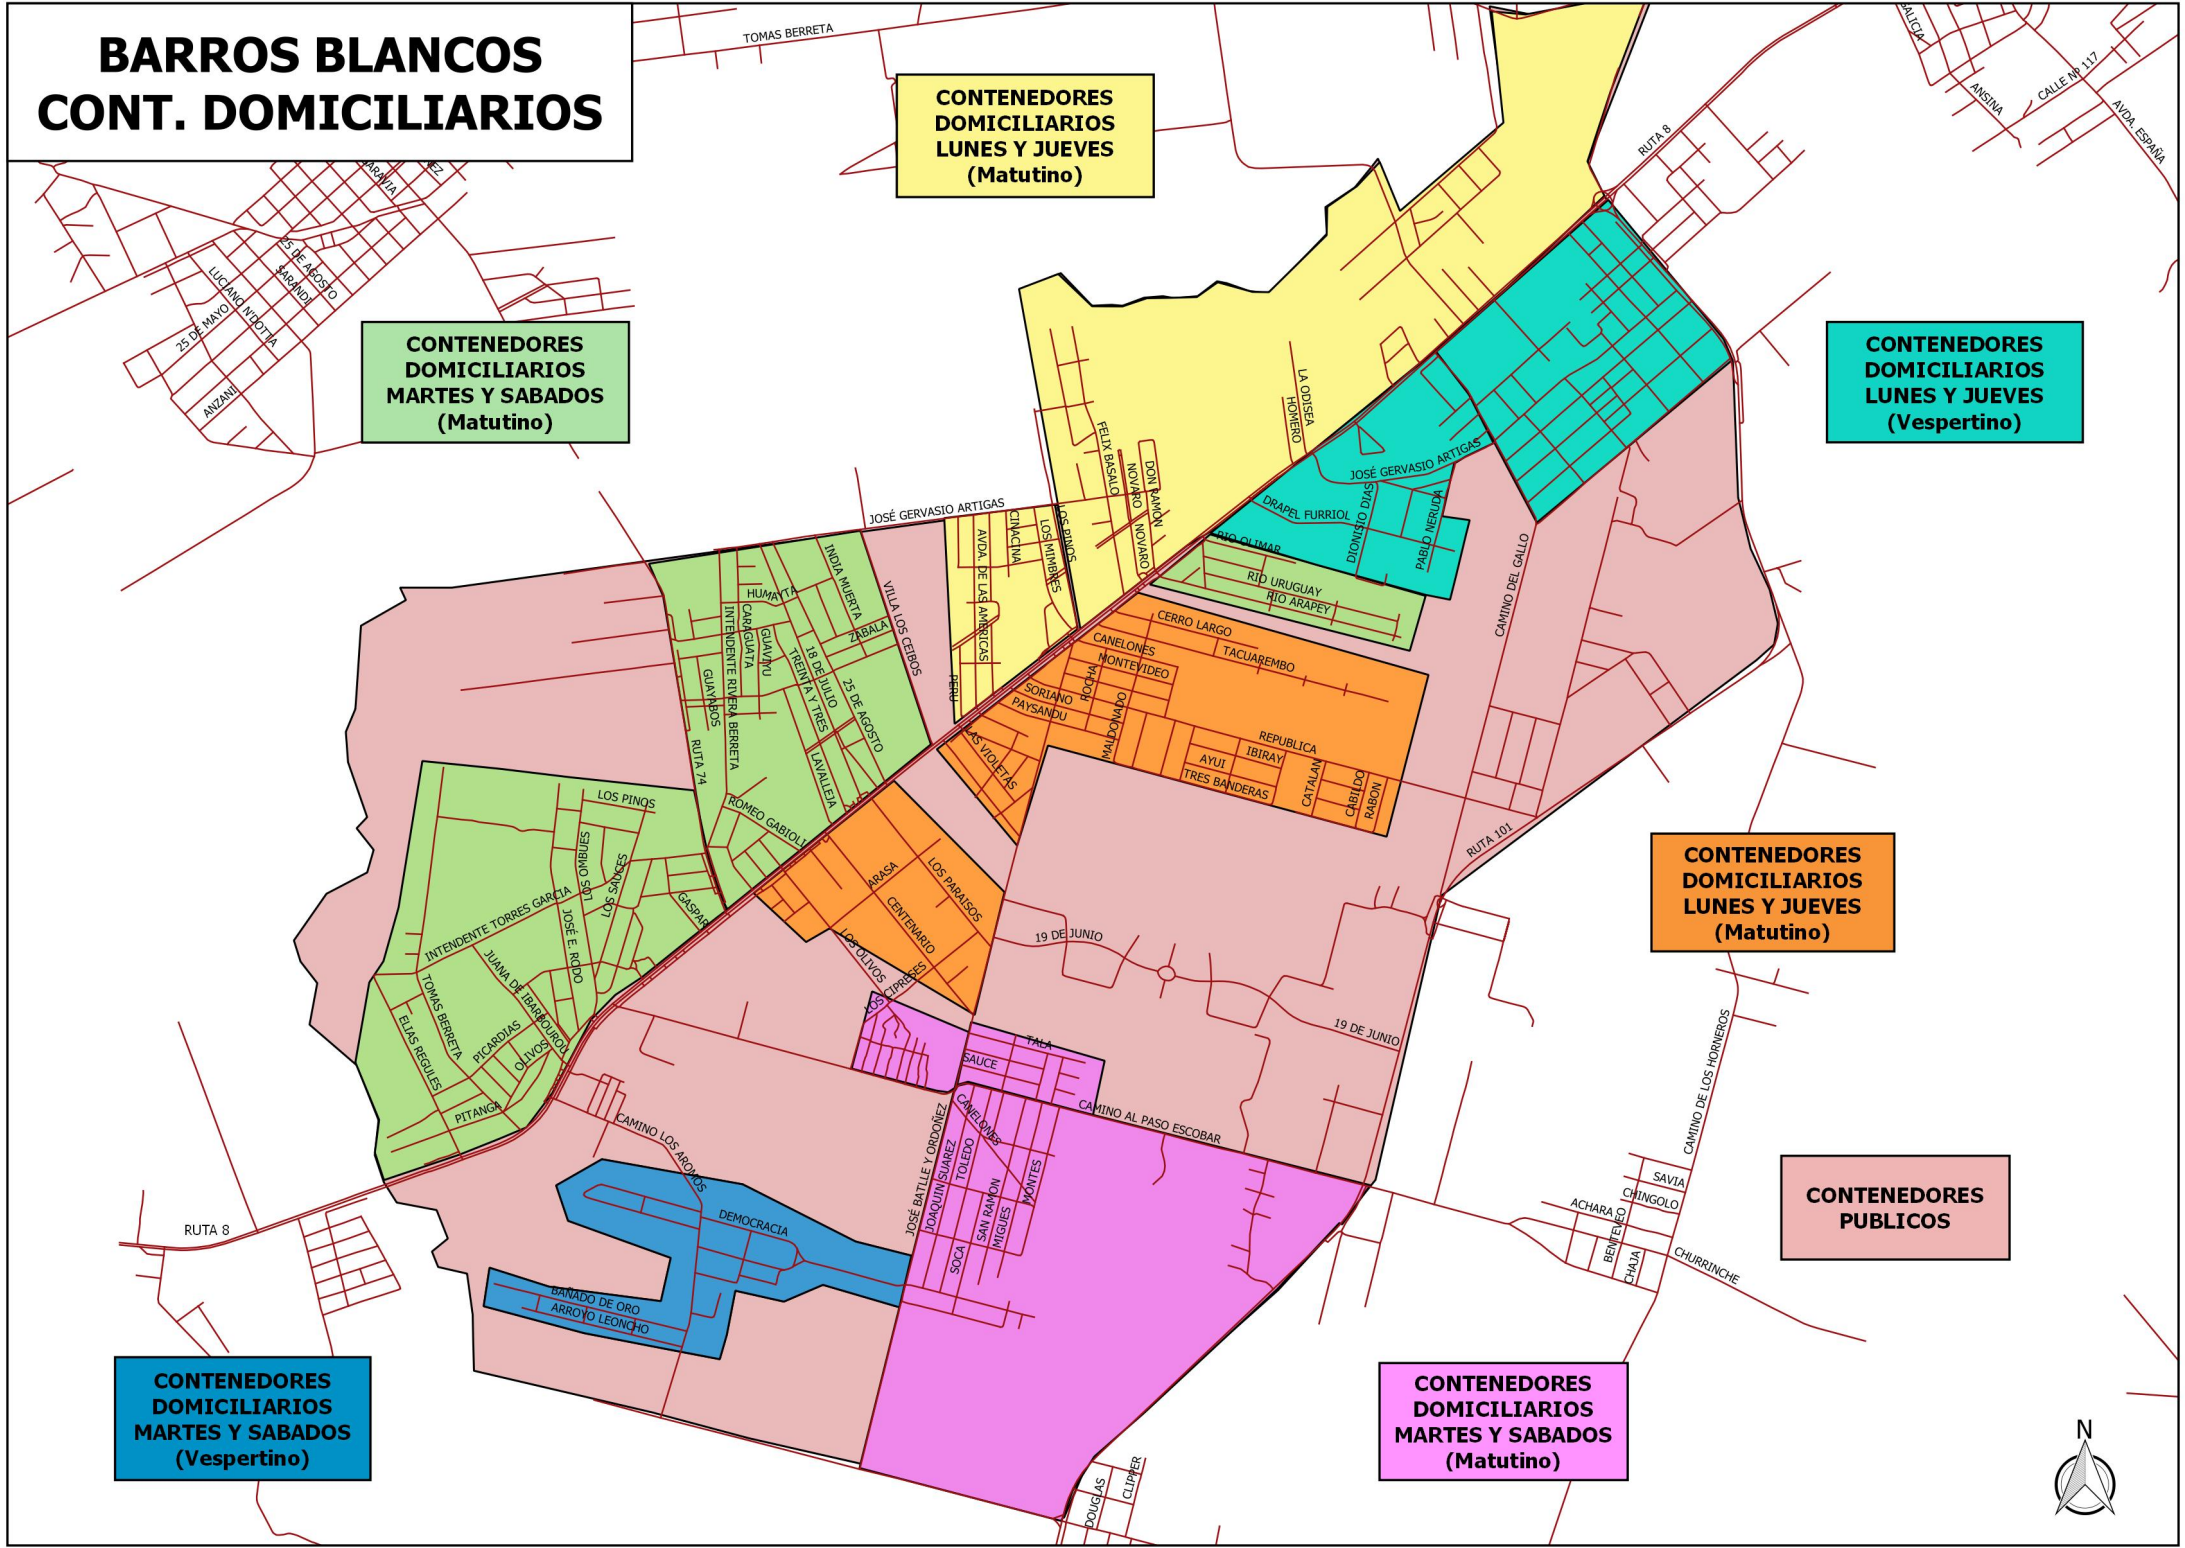 BARROS BLANCOS
CONT. DOMICILIARIOS
TOMAS BERRETA
CONTENEDORES
DOMICILIARIOS
LUNES Y JUEVES
(Matutino)
RUTA 8
ANSINA
CALLE Nº 117
AVDA. ESPAÑA
25 DE AGOSTO
SARANDI
LUCIANO N'DOTTA
25 DE MAYO
ANZANI
CONTENEDORES
DOMICILIARIOS
MARTES Y SABADOS
(Matutino)
CONTENEDORES
DOMICILIARIOS
LUNES Y JUEVES
(Vespertino)
LA ODISEA
HOMERO
FELIX BASALO
NOVARO
DON RAMON
NOVARO
JOSÉ GERVASIO ARTIGAS
DRAPEL FURRIOL
DIONISIO DIAS
PABLO NERUDA
JOSÉ GERVASIO ARTIGAS
AVDA. DE LAS AMERICAS
CINACINA
LOS MIMBRES
LOS PINOS
PERU
RIO OLIMAR
RIO URUGUAY
RIO ARAPEY
CAMINO DEL GALLO
INDIA MUERTA
HUMAYTA
ZABALA
VILLA LOS CEIBOS
CARAGUATA
GUAVIYU
INTENDENTE RIVERA BERRETA
GUAYABOS
TREINTA Y TRES
18 DE JULIO
25 DE AGOSTO
LAVALLEJA
RUTA 74
ROMEO GABIOLI
CERRO LARGO
TACUAREMBO
CANELONES
MONTEVIDEO
ROCHA
SORIANO
PAYSANDU
MALDONADO
LAS VIOLETAS
REPUBLICA
IBIRAY
AYUI
TRES BANDERAS
CATALAN
CABILDO
RABON
RUTA 101
CONTENEDORES
DOMICILIARIOS
LUNES Y JUEVES
(Matutino)
LOS PINOS
LOS OMBUES
LOS SAUCES
GASPAR
INTENDENTE TORRES GARCIA
JOSÉ E. RODO
JUANA DE IBARBOUROU
TOMAS BERRETA
ELIAS REGULES
PICARDIAS
OLIVOS
PITANGA
ARASA
LOS PARAISOS
CENTENARIO
LOS OLIVOS
LOS CIPRESES
19 DE JUNIO
19 DE JUNIO
TALA
SAUCE
CAMINO AL PASO ESCOBAR
CANELONES
JOSÉ BATLLE Y ORDOÑEZ
JOAQUIN SUAREZ
TOLEDO
SAN RAMON
MIGUES
MONTES
SOCA
CAMINO LOS AROMOS
DEMOCRACIA
BAÑADO DE ORO
ARROYO LEONCHO
RUTA 8
CAMINO DE LOS HORNEROS
SAVIA
CHINGOLO
ACHARA
BENTEVEO
CHAJA
CHURRINCHE
CONTENEDORES
PUBLICOS
CONTENEDORES
DOMICILIARIOS
MARTES Y SABADOS
(Vespertino)
CONTENEDORES
DOMICILIARIOS
MARTES Y SABADOS
(Matutino)
DOUGLAS
CLIPPER
N